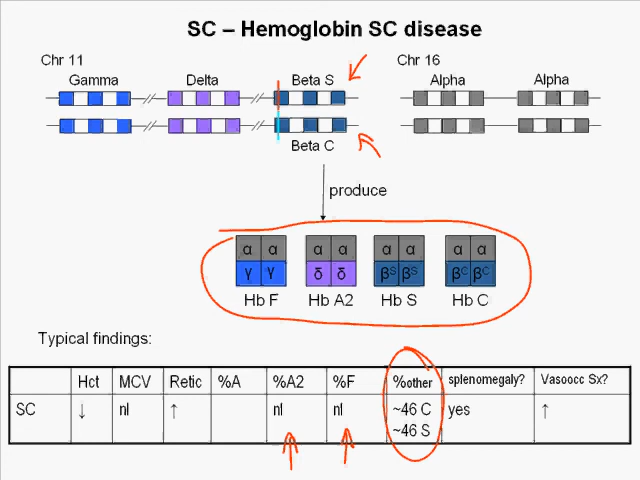 SC – Hemoglobin SC disease
Chr 11
Chr 16
Gamma Delta Beta S Alpha Alpha
Beta C
produce
α α α α α α α α
γ γ δ δ βS βS βC βC
Hb F Hb A2 Hb S Hb C
Typical findings:
Hct MCV Retic %A %A2 %F %other splenomegaly? Vasoocc Sx?
SC ↓ nl ↑ nl nl ~46 C yes ↑
~46 S